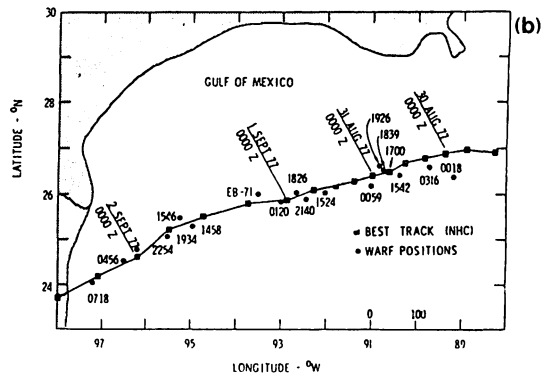 (b)
30
28
26
24
LATITUDE - °N
GULF OF MEXICO
30 AUG 77
0000 Z
31 AUG 77
0000 Z
1 SEPT 77
0000 Z
2 SEPT 77
0000 Z
1926
1839
1700
0018
0316
1542
0059
1524
2140
1826
0120
EB-71
1458
1546
1934
2254
0456
0718
■ BEST TRACK (NHC)
● WARF POSITIONS
0 100
97 95 93 91 89
LONGITUDE - °W